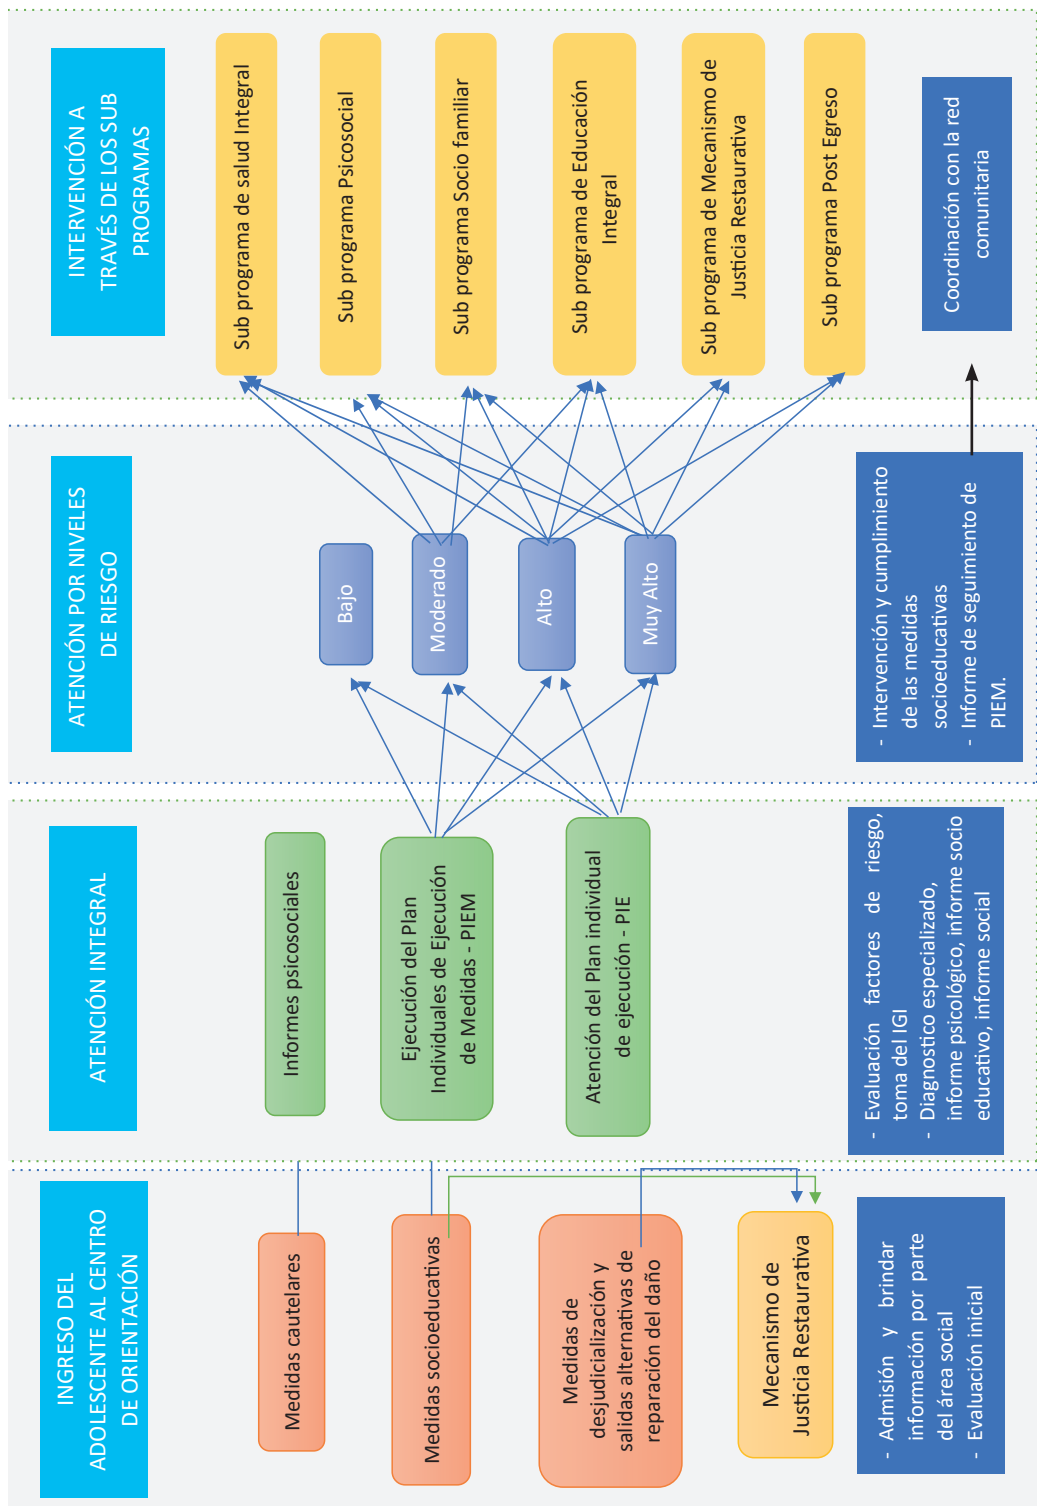 INGRESO DEL
ADOLESCENTE AL CENTRO
DE ORIENTACIÓN
Medidas cautelares
Medidas socioeducativas
Medidas de
desjudicialización y
salidas alternativas de
reparación del daño
Mecanismo de
Justicia Restaurativa
- Admisión y brindar
información por parte
del área social
- Evaluación inicial
ATENCIÓN INTEGRAL
Informes psicosociales
Ejecución del Plan
Individuales de Ejecución
de Medidas - PIEM
Atención del Plan individual
de ejecución - PIE
- Evaluación factores de riesgo,
toma del IGI
- Diagnostico especializado,
informe psicológico, informe socio
educativo, informe social
ATENCIÓN POR NIVELES
DE RIESGO
Bajo
Moderado
Alto
Muy Alto
- Intervención y cumplimiento
de las medidas
socioeducativas
- Informe de seguimiento de
PIEM.
INTERVENCIÓN A
TRAVÉS DE LOS SUB
PROGRAMAS
Sub programa de salud Integral
Sub programa Psicosocial
Sub programa Socio familiar
Sub programa de Educación
Integral
Sub programa de Mecanismo de
Justicia Restaurativa
Sub programa Post Egreso
Coordinación con la red
comunitaria